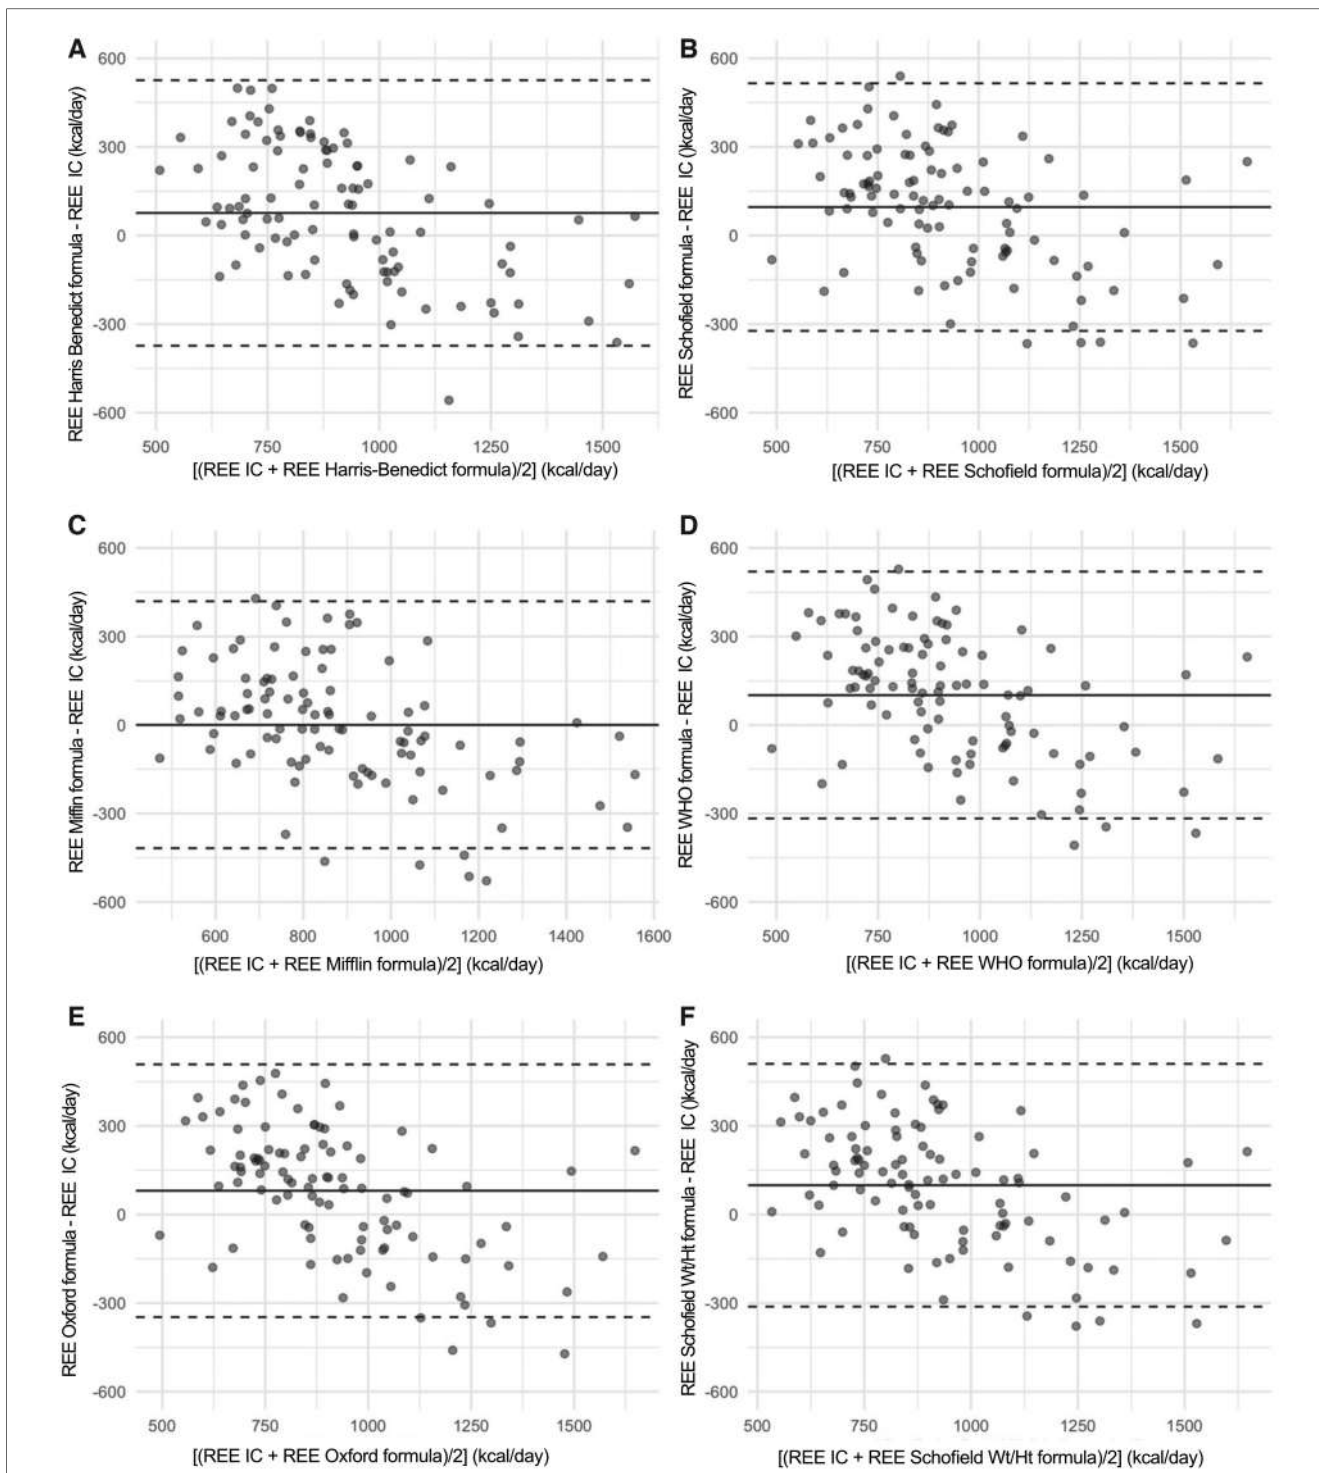 A
600
300
0
-300
-600
REE Harris Benedict formula - REE IC (kcal/day)
500 750 1000 1250 1500
[(REE IC + REE Harris-Benedict formula)/2] (kcal/day)
B
600
300
0
-300
-600
REE Schofield formula - REE IC ()kcal/day
500 750 1000 1250 1500
[(REE IC + REE Schofield formula)/2] (kcal/day)
C
600
300
0
-300
-600
REE Miffin formula - REE IC (kcal/day)
600 800 1000 1200 1400 1600
[(REE IC + REE Mifflin formula)/2] (kcal/day)
D
600
300
0
-300
-600
REE WHO formula - REE IC (kcal/day)
500 750 1000 1250 1500
[(REE IC + REE WHO formula)/2] (kcal/day)
E
600
300
0
-300
-600
REE Oxford formula - REE IC (kcal/day)
500 750 1000 1250 1500
[(REE IC + REE Oxford formula)/2] (kcal/day)
F
600
300
0
-300
-600
REE Schofield Wt/Ht formula - REE IC ()kcal/day
500 750 1000 1250 1500
[(REE IC + REE Schofield Wt/Ht formula)/2] (kcal/day)